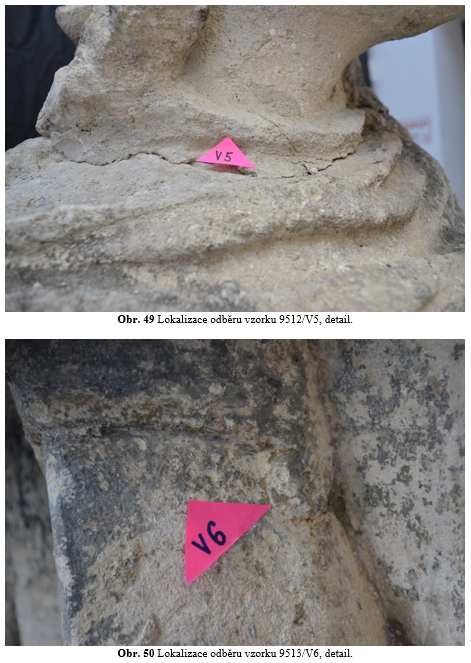 V5
Obr. 49 Lokalizace odběru vzorku 9512/V5, detail.
V6
Obr. 50 Lokalizace odběru vzorku 9513/V6, detail.